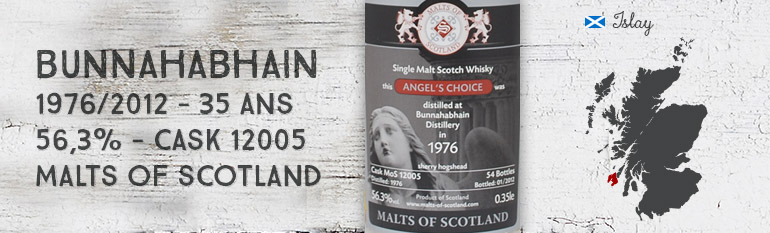 BUNNAHABHAIN
1976/2012 - 35 ANS
56,3% - CASK 12005
MALTS OF SCOTLAND
MALTS OF
SCOTLAND
Single Malt Scotch Whisky
this ANGEL'S CHOICE was
distilled at
Bunnahabhain
Distillery
in
1976
sherry hogshead
Cask MoS 12005 54 Bottles
Distilled: 1976 Bottled: 01/2012
56.3%vol. Product of Scotland 0.35le
www.malts-of-scotland.com
MALTS OF SCOTLAND
Islay